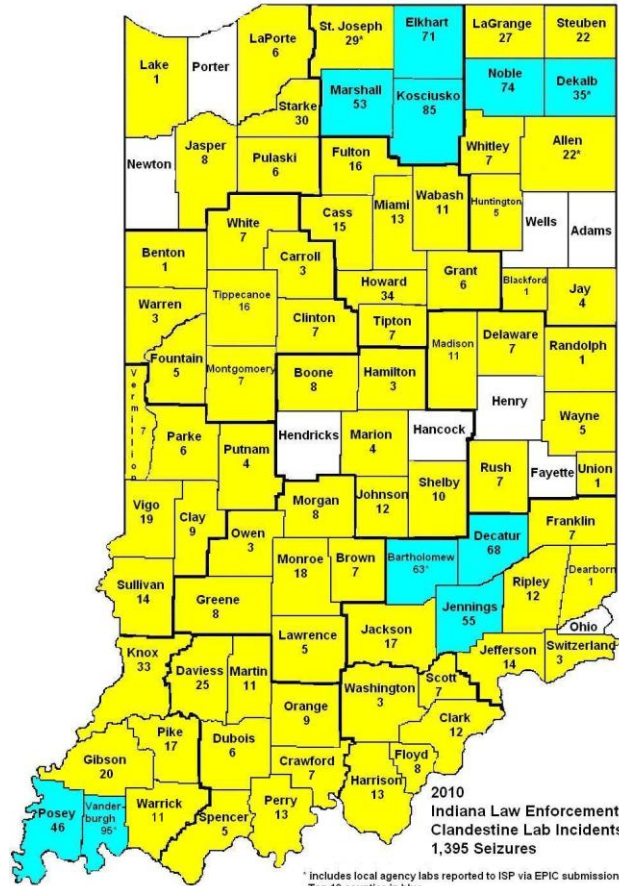 St. Joseph
29*
Elkhart
71
LaGrange
27
Steuben
22
LaPorte
6
Lake
1
Porter
Noble
74
Dekalb
35*
Marshall
53
Kosciusko
85
Starke
30
Jasper
8
Newton
Pulaski
6
Fulton
16
Whitley
7
Allen
22*
Wabash
11
Miami
13
Cass
15
Huntington
5
Wells
Adams
White
7
Carroll
3
Benton
1
Howard
34
Grant
6
Blackford
1
Jay
4
Warren
3
Tippecanoe
16
Clinton
7
Tipton
7
Madison
11
Delaware
7
Randolph
1
Fountain
5
Montgomoery
7
Boone
8
Hamilton
3
Henry
Wayne
5
Vermillion
7
Parke
6
Putnam
4
Hendricks
Marion
4
Hancock
Rush
7
Fayette
Union
1
Shelby
10
Johnson
12
Morgan
8
Vigo
19
Clay
9
Owen
3
Franklin
7
Decatur
68
Bartholomew
63*
Brown
7
Monroe
18
Dearborn
1
Ripley
12
Sullivan
14
Greene
8
Jennings
55
Ohio
Jackson
17
Lawrence
5
Jefferson
14
Switzerland
3
Knox
33
Daviess
25
Martin
11
Scott
7
Washington
3
Orange
9
Clark
12
Pike
17
Dubois
6
Gibson
20
Crawford
7
Floyd
8
Harrison
13
Perry
13
Posey
46
Vander-
burgh
95*
Warrick
11
Spencer
5
2010
Indiana Law Enforcement
Clandestine Lab Incidents
1,395 Seizures
* includes local agency labs reported to ISP via EPIC submission
Top 10 counties in blue